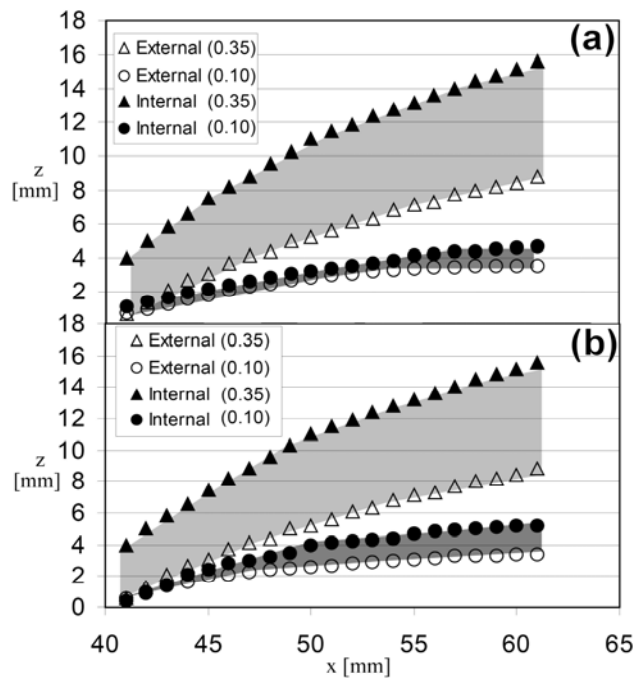 18
(a)
16
External (0.35)
External (0.10)
14
Internal (0.35)
12
Internal (0.10)
10
z
[mm]
8
6
4
2
18
(b)
External (0.35)
16
External (0.10)
14
Internal (0.35)
12
Internal (0.10)
10
z
[mm]
8
6
4
2
0
40 45 50 55 60 65
x [mm]